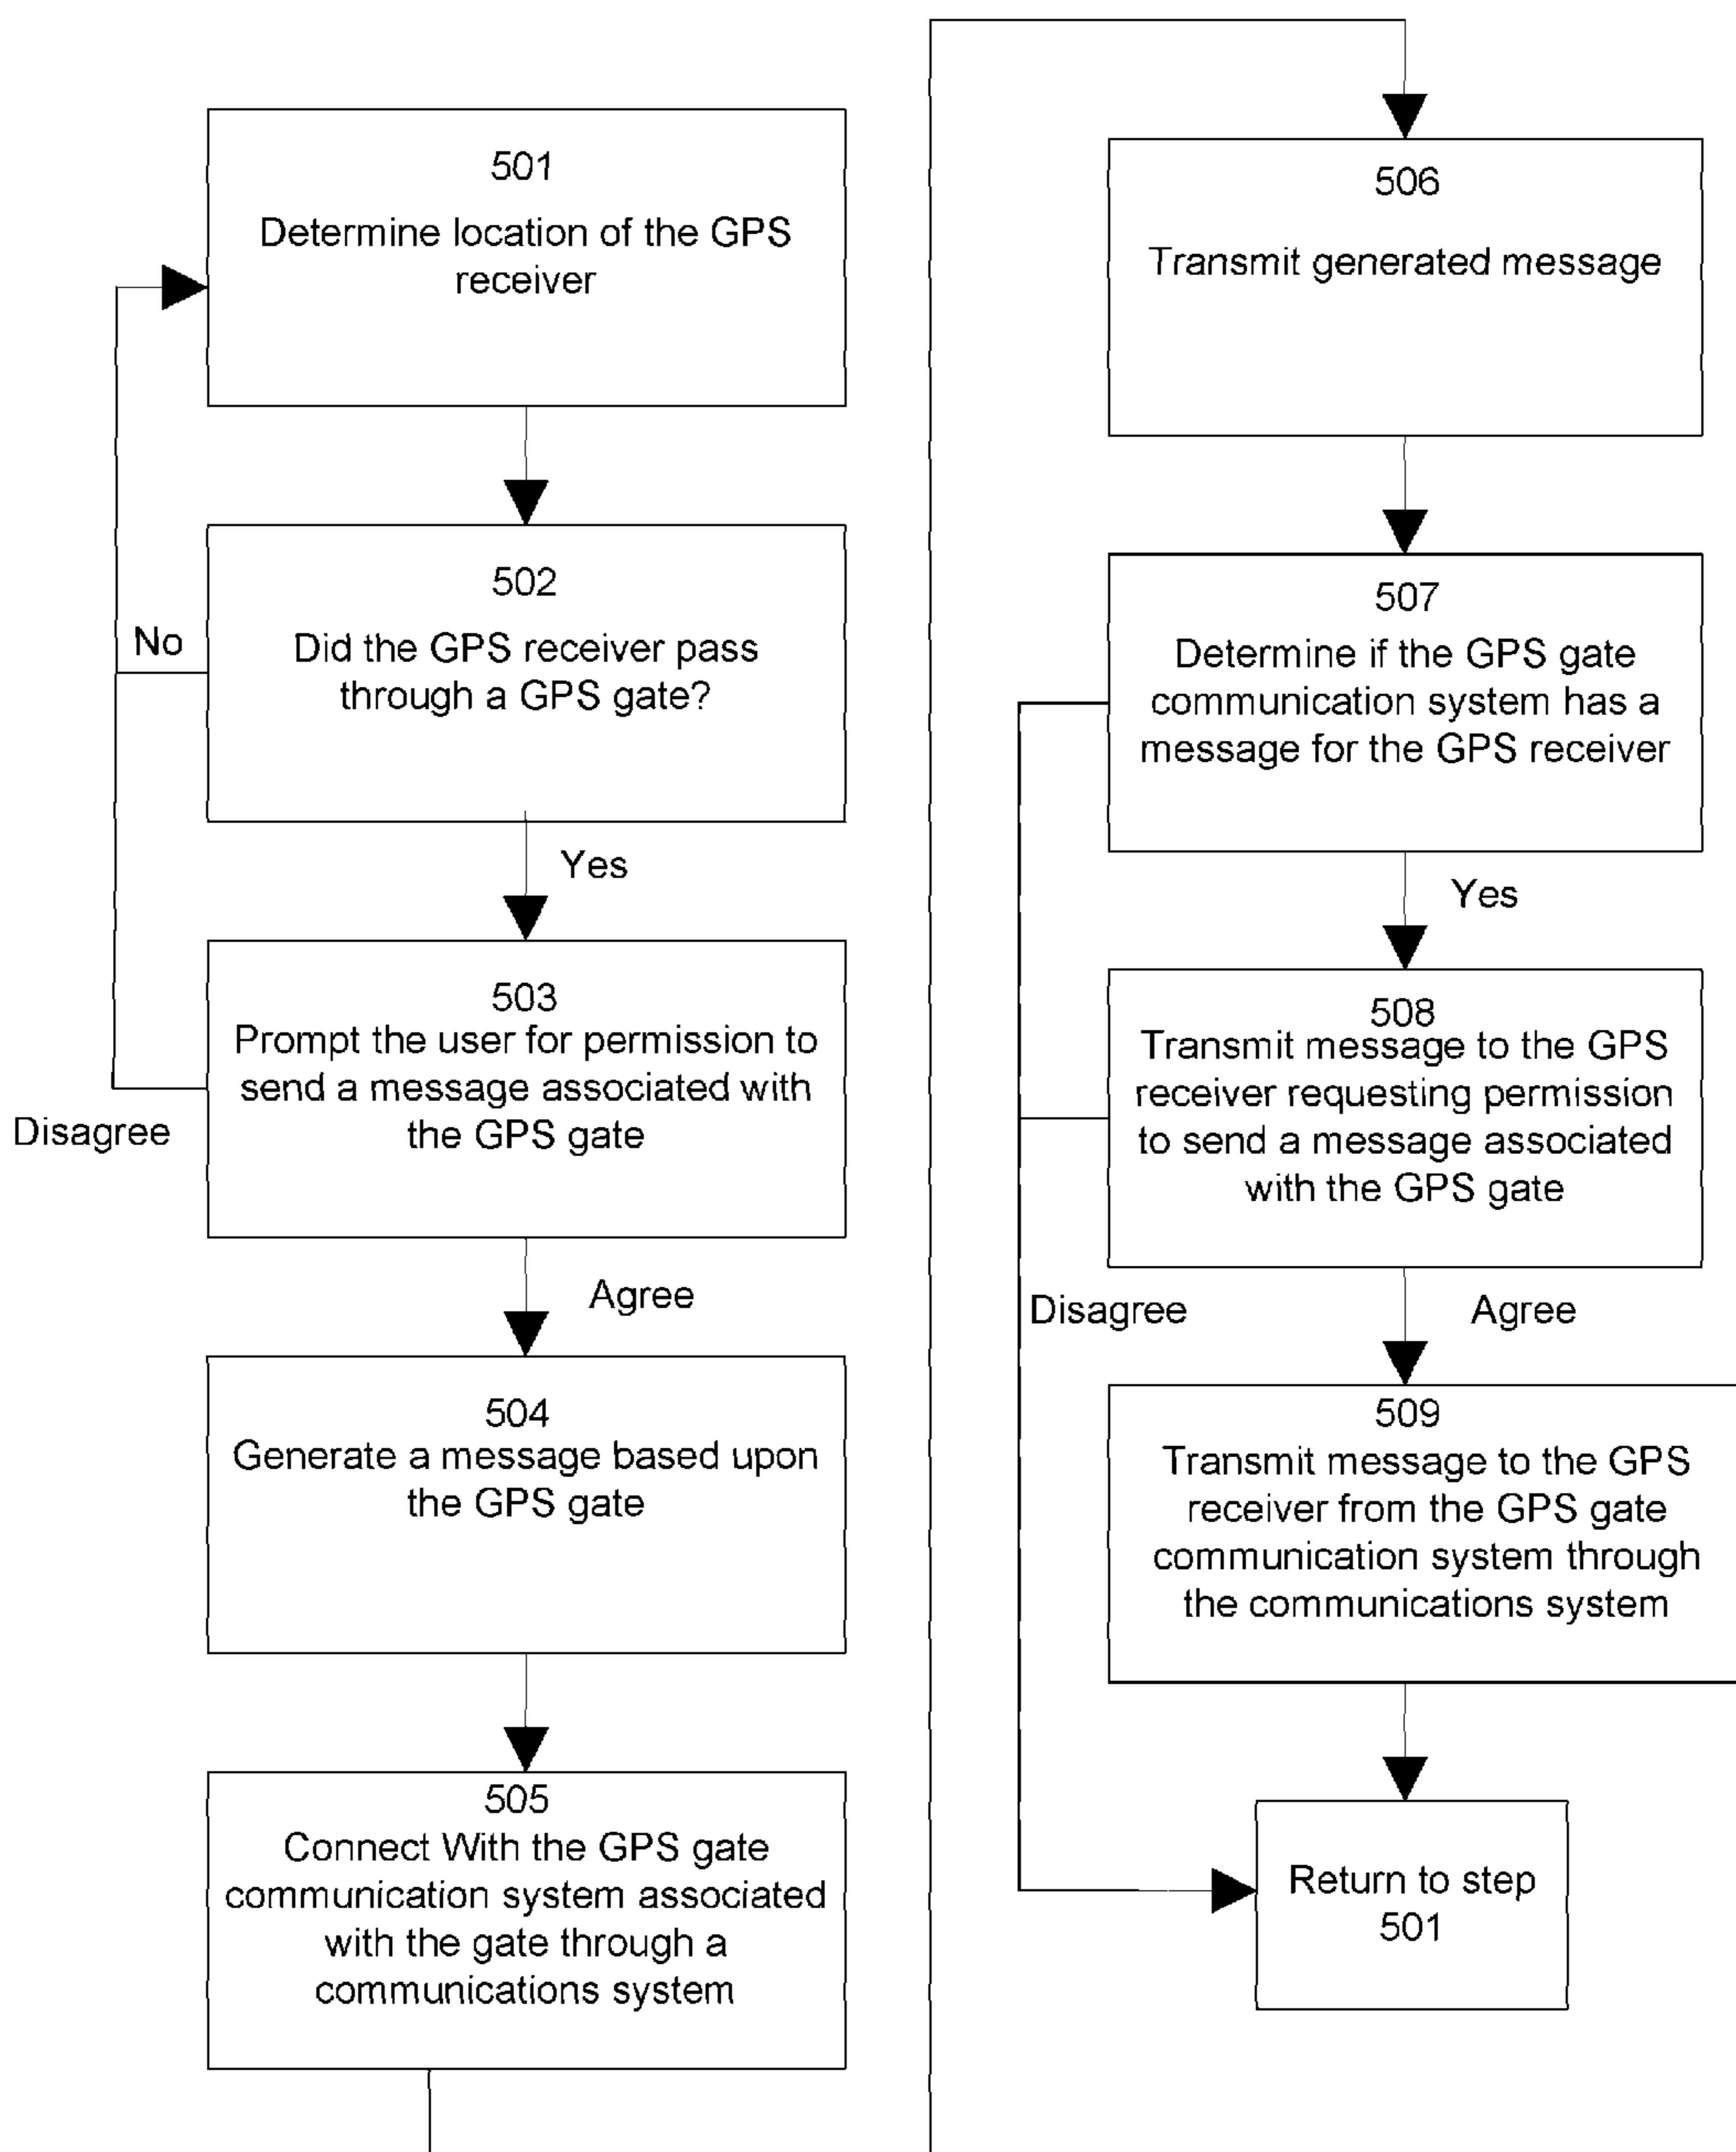 501
Determine location of the GPS
receiver
502
Did the GPS receiver pass
through a GPS gate?
No
Yes
503
Prompt the user for permission to
send a message associated with
the GPS gate
Disagree
Agree
504
Generate a message based upon
the GPS gate
505
Connect With the GPS gate
communication system associated
with the gate through a
communications system
506
Transmit generated message
507
Determine if the GPS gate
communication system has a
message for the GPS receiver
Yes
508
Transmit message to the GPS
receiver requesting permission
to send a message associated
with the GPS gate
Disagree
Agree
509
Transmit message to the GPS
receiver from the GPS gate
communication system through
the communications system
Return to step
501